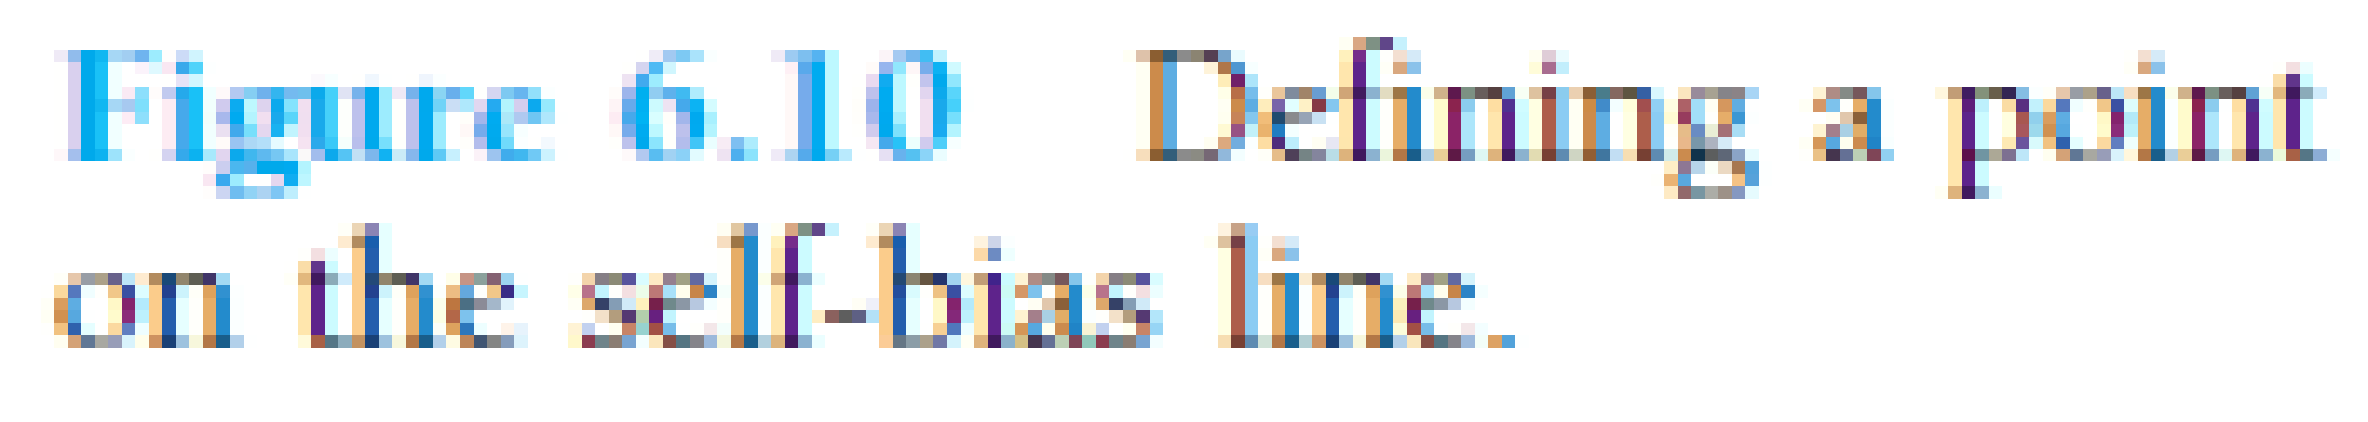 Figure 6.10 Defining a point
on the self-bias line.